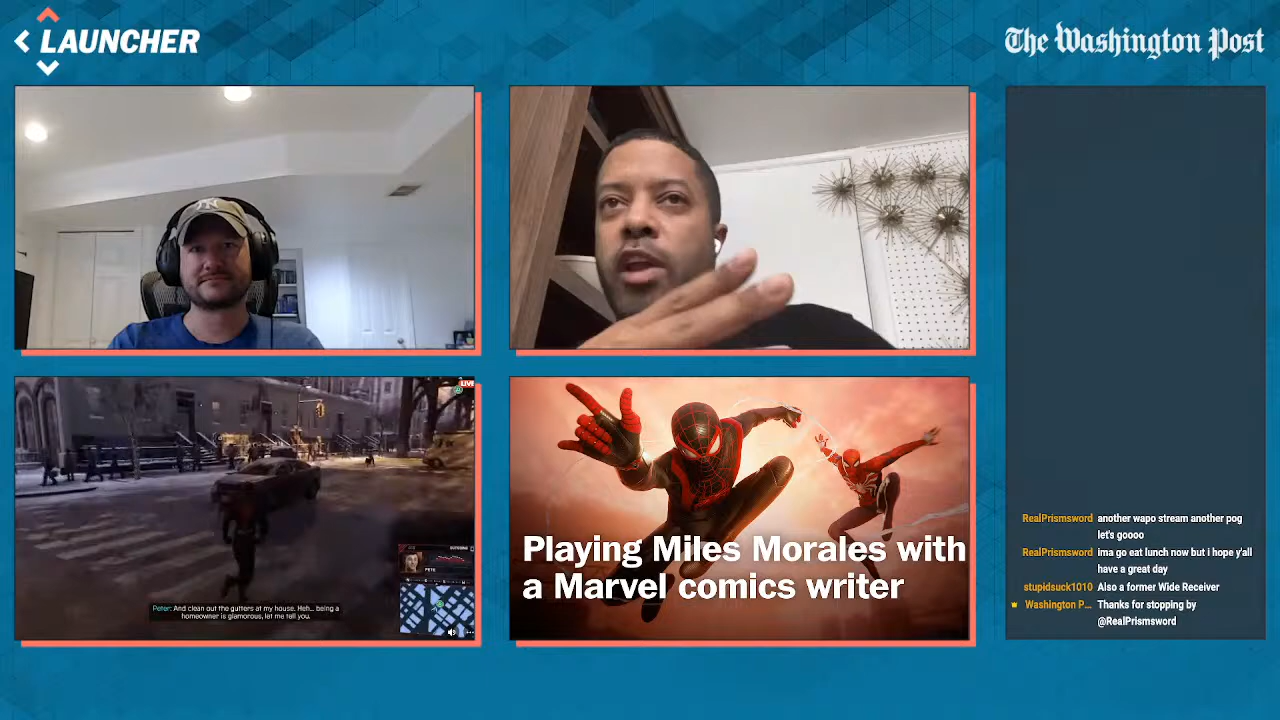 LAUNCHER
The Washington Post
NY
LIVE
PETE
Peter: And clean out the gutters at my house. Heh... being a
homeowner is glamorous, let me tell you.
Playing Miles Morales with
a Marvel comics writer
RealPrismsword another wapo stream another pog
let's goooo
RealPrismsword ima go eat lunch now but i hope y'all
have a great day
stupidsuck1010 Also a former Wide Receiver
Washington P... Thanks for stopping by
@RealPrismsword